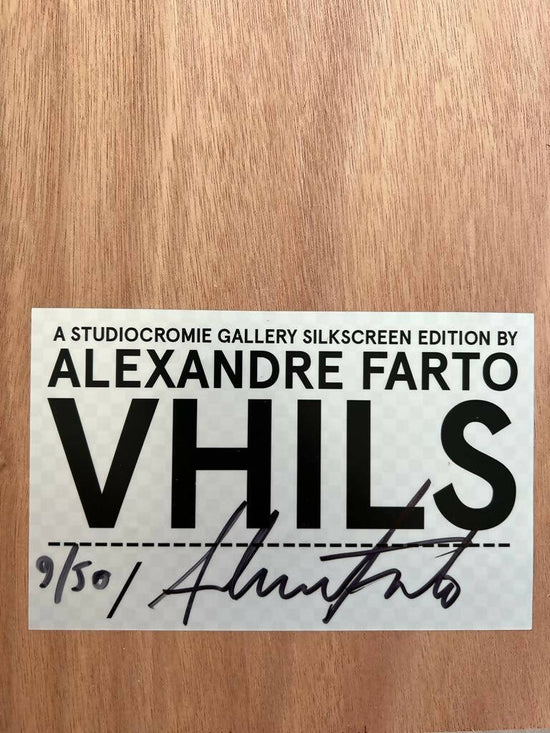 A STUDIOCROMIE GALLERY SILKSCREEN EDITION BY
ALEXANDRE FARTO
VHILS
9/50 /